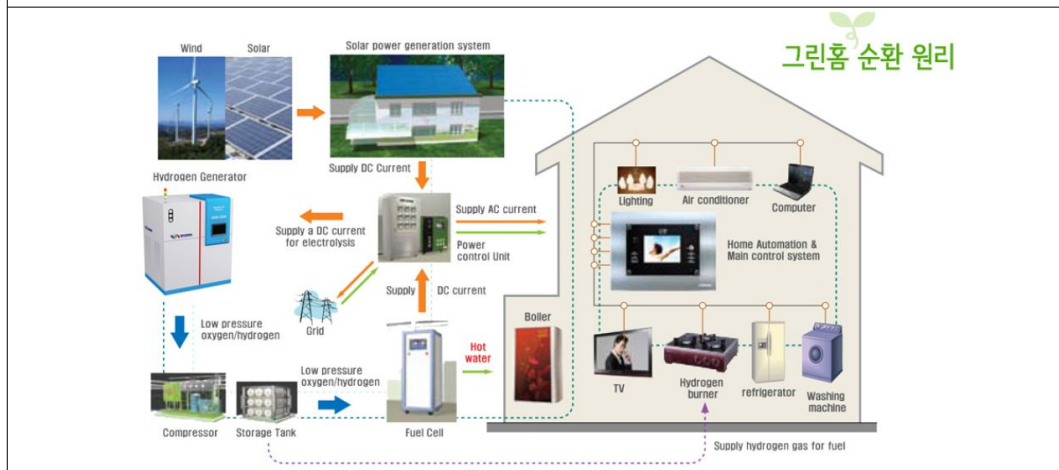 그린홈 순환 원리
Wind
Solar
Solar power generation system
Hydrogen Generator
Supply DC Current
Supply a DC current
for electrolysis
Supply AC current
Power
control Unit
Grid
Supply DC current
Low pressure
oxygen/hydrogen
Low pressure
oxygen/hydrogen
Hot
water
Boiler
Compressor
Storage Tank
Fuel Cell
Lighting
Air conditioner
Computer
Home Automation &
Main control system
TV
Hydrogen
burner
refrigerator
Washing
machine
Supply hydrogen gas for fuel